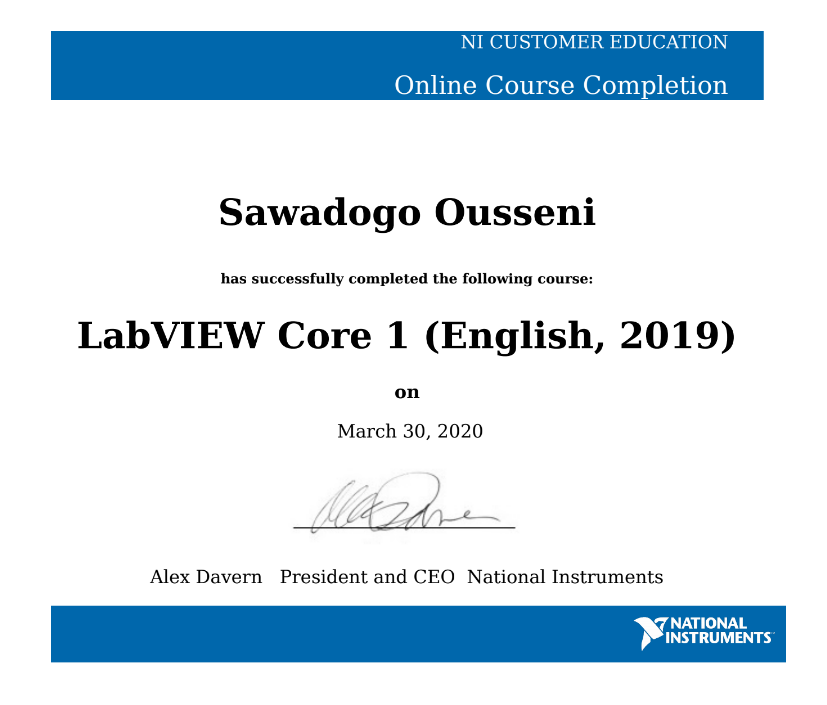 NI CUSTOMER EDUCATION
Online Course Completion
Sawadogo Ousseni
has successfully completed the following course:
LabVIEW Core 1 (English, 2019)
on
March 30, 2020
Alex Davern President and CEO National Instruments
NATIONAL
INSTRUMENTS